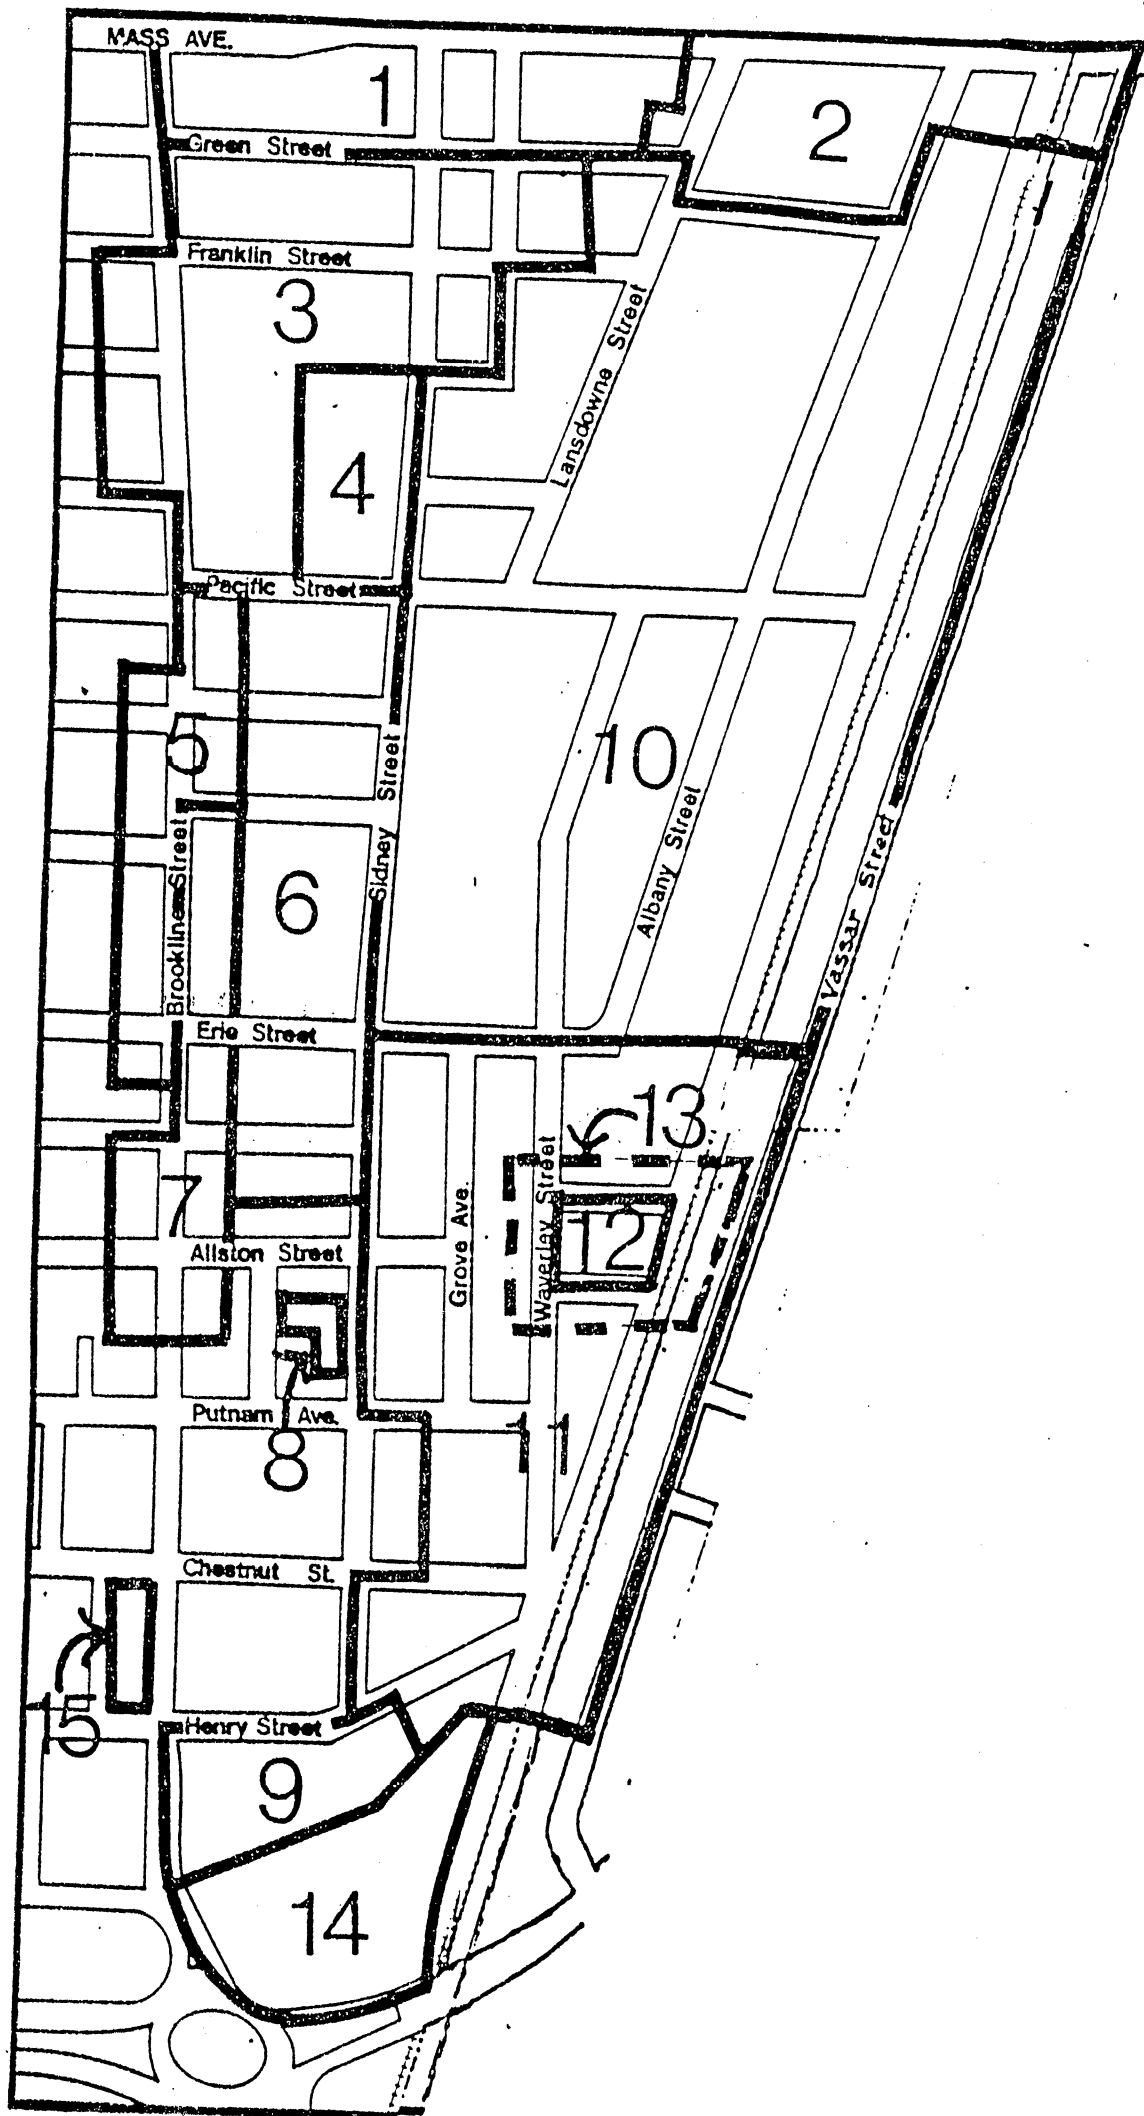 MASS AVE.
1
2
Green Street
Franklin Street
3
Lansdowne Street
4
Pacific Street
5
10
Sidney Street
Albany Street
Brookline Street
6
Vassar Street
Erie Street
13
7
Grove Ave.
Waverley Street
12
Allston Street
Putnam Ave.
8
Chestnut St.
15
Henry Street
9
14